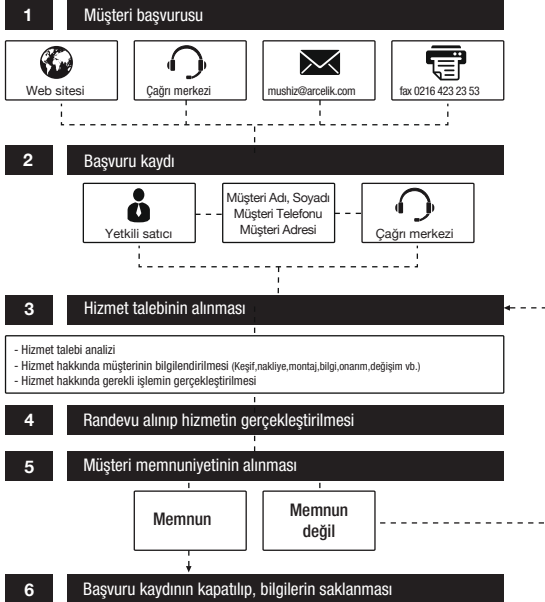 1 Müşteri başvurusu
Web sitesi
Çağrı merkezi
mushiz@arcelik.com
fax 0216 423 23 53
2 Başvuru kaydı
Yetkili satıcı
Müşteri Adı, Soyadı
Müşteri Telefonu
Müşteri Adresi
Çağrı merkezi
3 Hizmet talebinin alınması
- Hizmet talebi analizi
- Hizmet hakkında müşterinin bilgilendirilmesi (Keşif,nakliye,montaj,bilgi,onarım,değişim vb.)
- Hizmet hakkında gerekli işlemin gerçekleştirilmesi
4 Randevu alınıp hizmetin gerçekleştirilmesi
5 Müşteri memnuniyetinin alınması
Memnun
Memnun
değil
6 Başvuru kaydının kapatılıp, bilgilerin saklanması